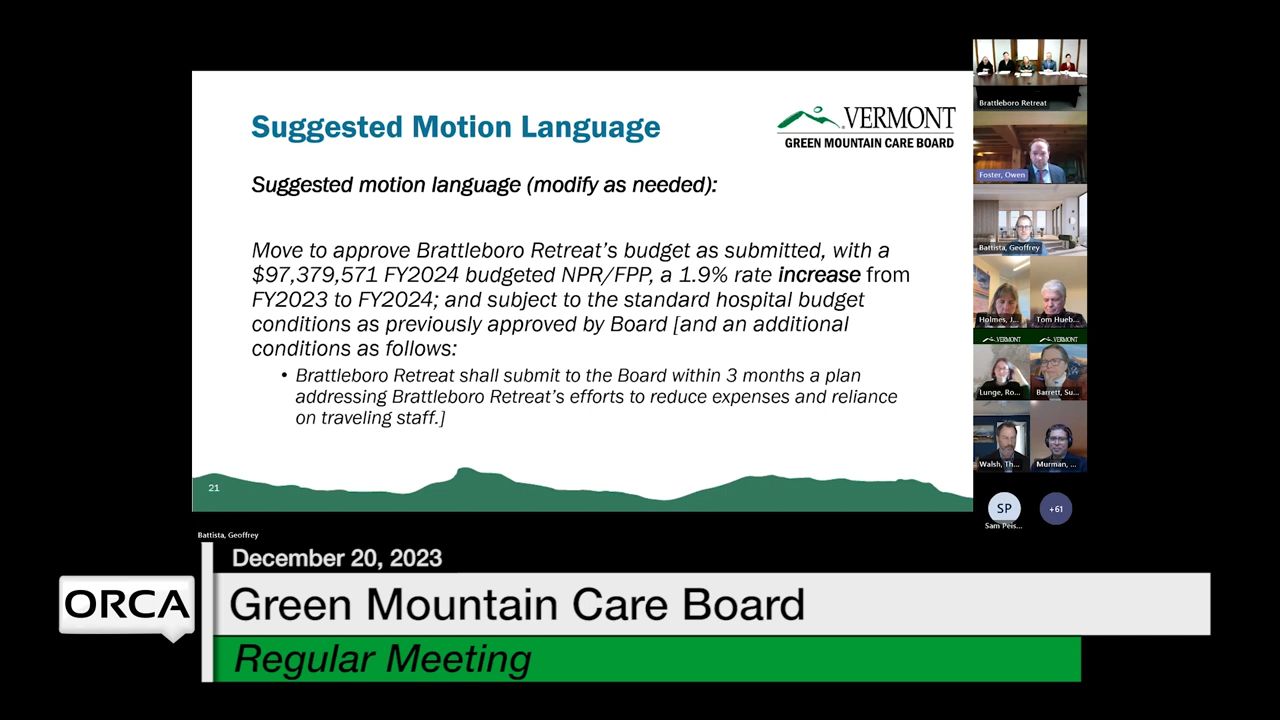 Suggested Motion Language
VERMONT
GREEN MOUNTAIN CARE BOARD
Suggested motion language (modify as needed):
Move to approve Brattleboro Retreat's budget as submitted, with a
$97,379,571 FY2024 budgeted NPR/FPP, a 1.9% rate increase from
FY2023 to FY2024; and subject to the standard hospital budget
conditions as previously approved by Board [and an additional
conditions as follows:
• Brattleboro Retreat shall submit to the Board within 3 months a plan
addressing Brattleboro Retreat's efforts to reduce expenses and reliance
on traveling staff.]
21
Brattleboro Retreat
Foster, Owen
Battista, Geoffrey
Holmes, J...
Tom Hueb...
VERMONT
VERMONT
Lunge, Ro...
Barrett, Su...
Walsh, Th...
Murman, ...
SP
+61
Sam Peis...
Battista, Geoffrey
December 20, 2023
ORCA
Green Mountain Care Board
Regular Meeting